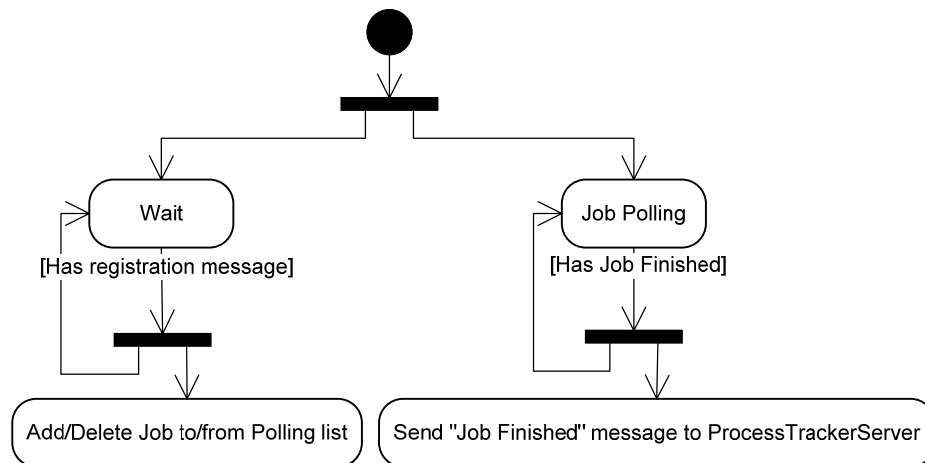 Wait
Job Polling
[Has registration message]
[Has Job Finished]
Add/Delete Job to/from Polling list
Send "Job Finished" message to ProcessTrackerServer